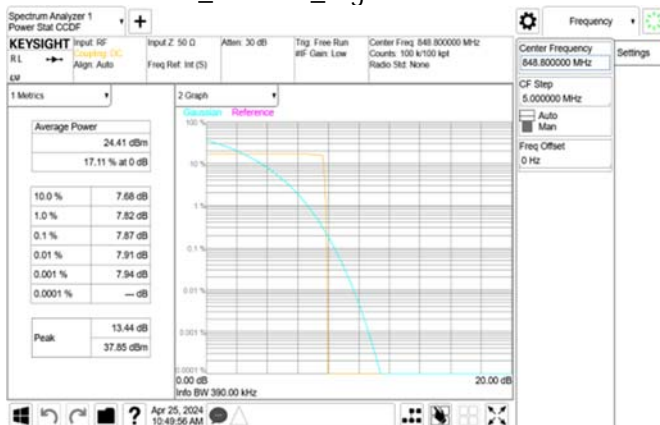 Spectrum Analyzer 1
Power Stat CCDF
Frequency
KEYSIGHT
Input: RF
Coupling: DC
Align: Auto
Input Z: 50 Ω
Freq Ref: Int (S)
Atten: 30 dB
Trig: Free Run
#IF Gain: Low
Center Freq: 848.800000 MHz
Counts: 100 k/100 kpt
Radio Std: None
RL
LV
Center Frequency
848.800000 MHz
Settings
CF Step
5.000000 MHz
Auto
Man
Freq Offset
0 Hz
1 Metrics
2 Graph
Average Power
24.41 dBm
17.11 % at 0 dB
10.0 % 7.68 dB
1.0 % 7.82 dB
0.1 % 7.87 dB
0.01 % 7.91 dB
0.001 % 7.94 dB
0.0001 % --- dB
Peak
13.44 dB
37.85 dBm
Gaussian Reference
100 %
10 %
1 %
0.1 %
0.01 %
0.001 %
0.0001 %
0.00 dB 20.00 dB
Info BW 390.00 kHz
?
Apr 25, 2024
10:49:56 AM